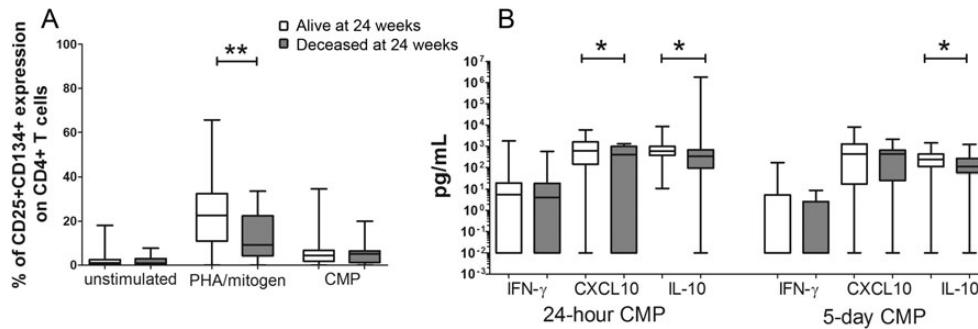 A
Alive at 24 weeks
Deceased at 24 weeks
% of CD25+CD134+ expression
on CD4+ T cells
100
80
60
40
20
0
**
unstimulated
PHA/mitogen
CMP
B
pg/mL
10⁷
10⁶
10⁵
10⁴
10³
10²
10¹
10⁰
10⁻¹
10⁻²
10⁻³
* * *
IFN-γ CXCL10 IL-10 IFN-γ CXCL10 IL-10
24-hour CMP 5-day CMP